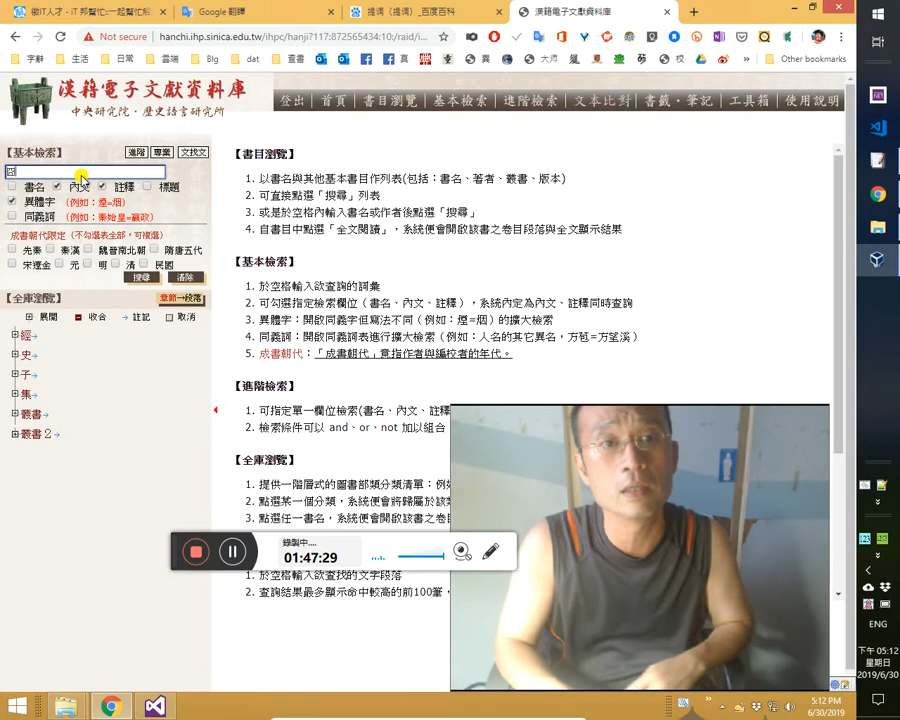 徵IT人才 - iT 邦幫忙::一起幫忙解
Google 翻譯
漢籍電子文獻資料庫
Not secure
hanchi.ihp.sinica.edu.tw/ihpc/hanji117:872565434:10:/raid/i
字辭
生活
日常
雲端
Blg
dat
查書
真
異
大师
校
»
Other bookmarks
漢籍電子文獻資料庫
中央研究院・歷史語言研究所
登出 | 首頁 | 書目瀏覽 | 基本檢索 | 進階檢索 | 文本比對 | 書籤・筆記 | 工具箱 | 使用說明
【基本檢索】
進階 專業 文找文
書名 內文 註釋 標題
異體字 (例如：煙=烟)
同義詞 (例如：秦始皇=嬴政)
成書朝代限定 (不勾選表全部，可複選)
先秦 秦漢 魏晉南北朝 隋唐五代
宋遼金 元 明 清 民國
搜尋 清除
【全庫瀏覽】
章節→段落
展開 收合 → 註記 取消
經→
史→
子→
集→
叢書→
叢書２→
【書目瀏覽】
1. 以書名與其他基本書目作列表(包括：書名、著者、叢書、版本)
2. 可直接點選「搜尋」列表
3. 或是於空格內輸入書名或作者後點選「搜尋」
4. 自書目中點選「全文閱讀」，系統便會開啟該書之卷目段落與全文顯示結果
【基本檢索】
1. 於空格輸入欲查詢的詞彙
2. 可勾選指定檢索欄位（書名、內文、註釋），系統內定為內文、註釋同時查詢
3. 異體字：開啟同義字但寫法不同（例如：煙=烟）的擴大檢索
4. 同義詞：開啟同義詞表進行擴大檢索（例如：人名的其它異名，方苞=方望溪）
5. 成書朝代：「成書朝代」意指作者與編校者的年代。
【進階檢索】
1. 可指定單一欄位檢索(書名、內文、註釋
2. 檢索條件可以 and、or、not 加以組合
【全庫瀏覽】
1. 提供一階層式的圖書部類分類清單：例
2. 點選某一個分類，系統便會將歸屬於該
3. 點選任一書名，系統便會開啟該書之卷目
錄製中....
01:47:29
1. 於空格輸入欲查找的文字段落
2. 查詢結果最多顯示命中較高的前100筆，
ENG
下午 05:12
星期日
2019/6/30
5:12 PM
6/30/2019